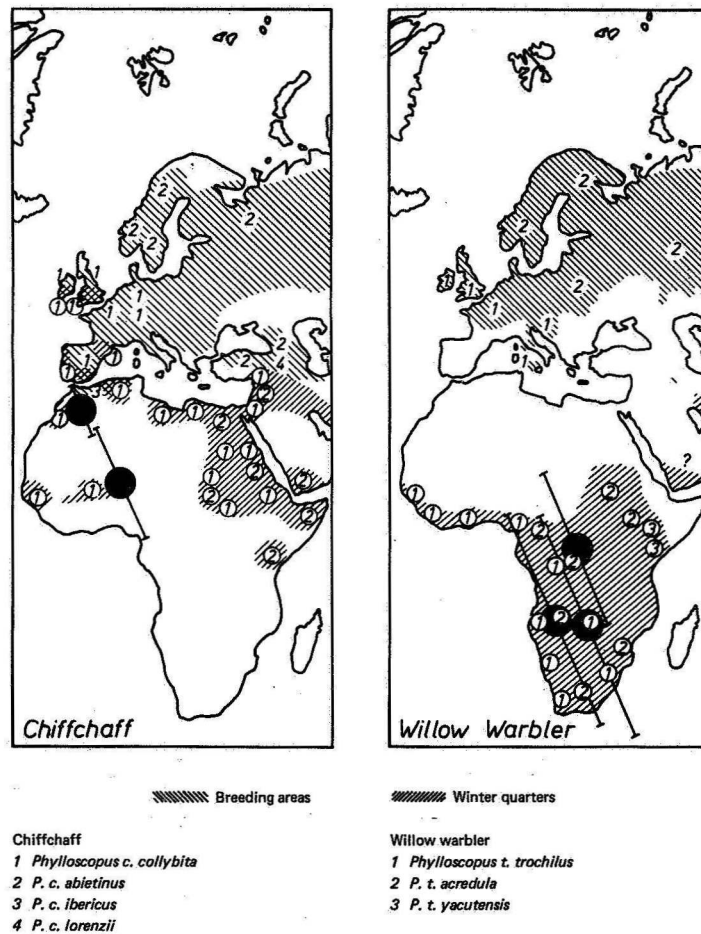 Chiffchaff
Willow Warbler
Breeding areas
Winter quarters
Chiffchaff
1 Phylloscopus c. collybita
2 P. c. abietinus
3 P. c. ibericus
4 P. c. lorenzii
Willow warbler
1 Phylloscopus t. trochilus
2 P. t. acredula
3 P. t. yacutensis